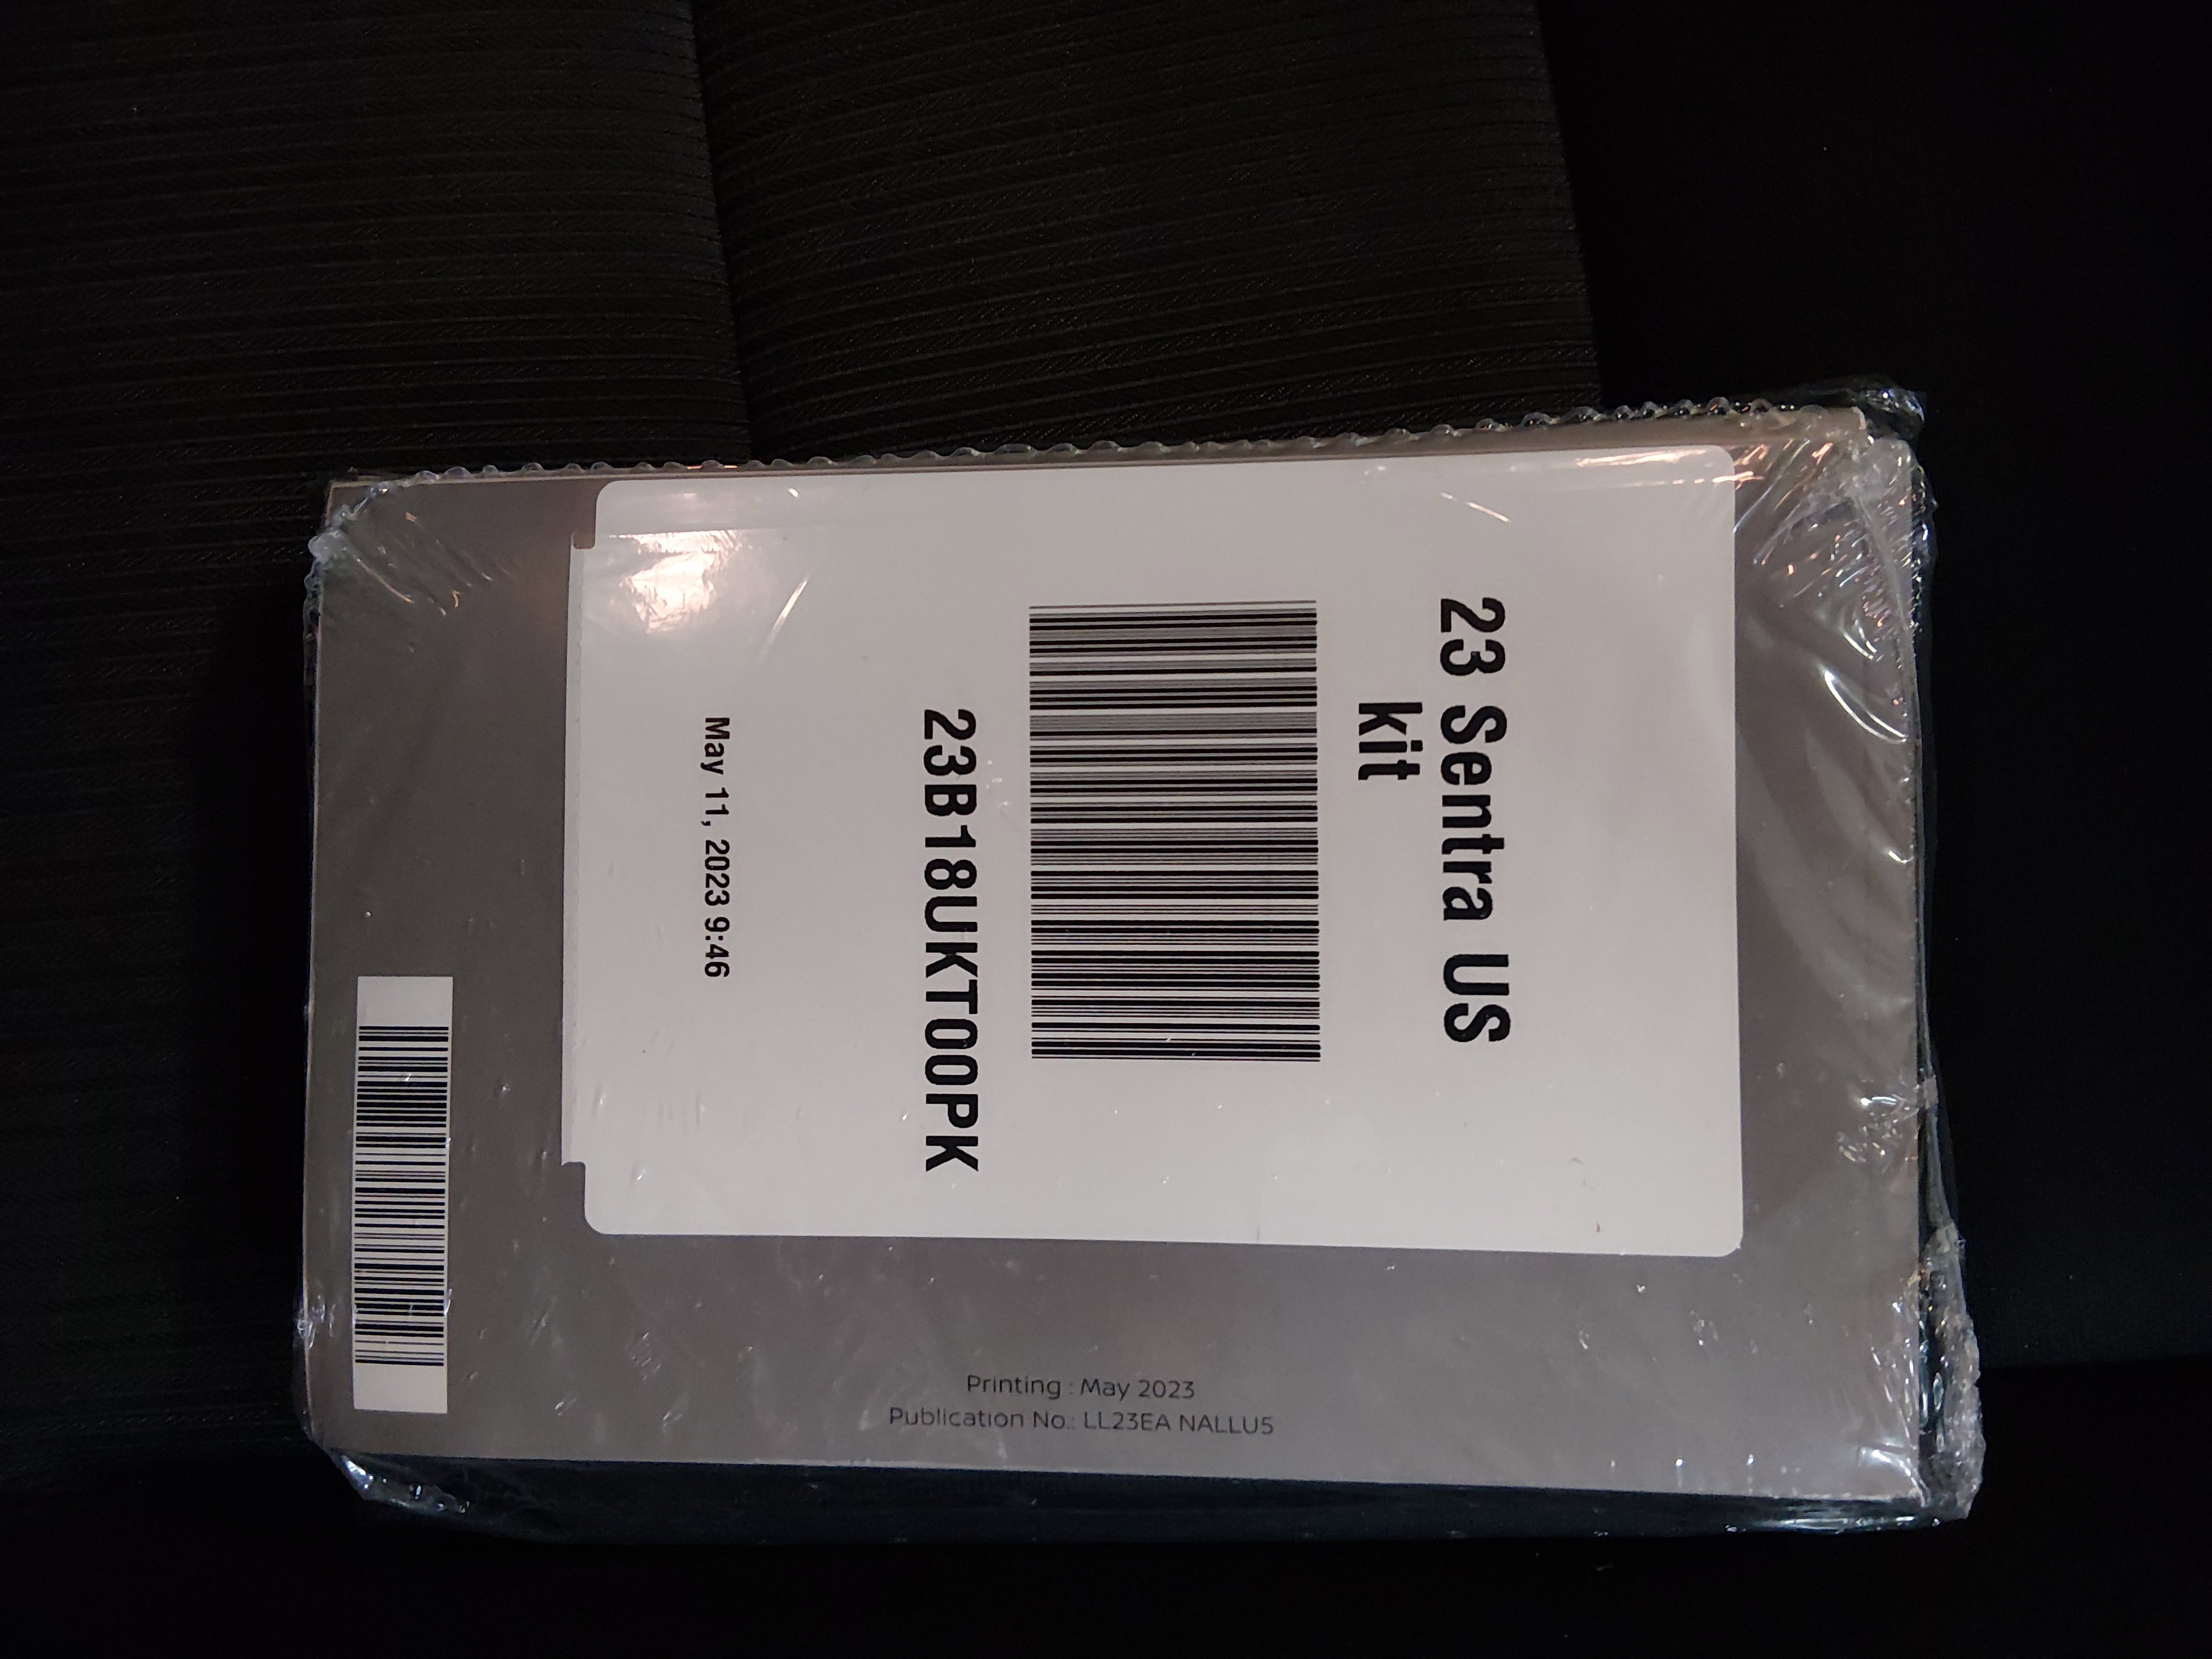 23 Sentra US
kit
23B18UKT00PK
May 11, 2023 9:46
Printing : May 2023
Publication No.: LL23EA NALLU5